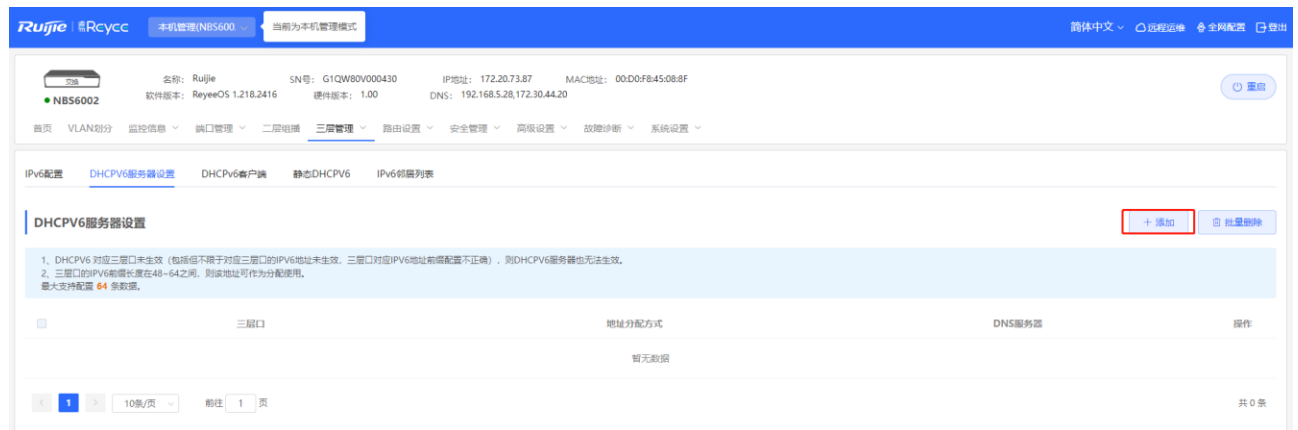 Ruijie | Rcycc 本机管理(NBS600. 当前为本机管理模式 简体中文 远程运维 全网配置 登出
交换 名称: Ruijie SN号: G1QW80V000430 IP地址: 172.20.73.87 MAC地址: 00:D0:F8:45:08:8F 重启
NBS6002 软件版本: ReyeeOS 1.218.2416 硬件版本: 1.00 DNS: 192.168.5.28,172.30.44.20
首页 VLAN划分 监控信息 端口管理 二层组播 三层管理 路由设置 安全管理 高级设置 故障诊断 系统设置
IPv6配置 DHCPV6服务器设置 DHCPv6客户端 静态DHCPV6 IPv6邻居列表
DHCPV6服务器设置 + 添加 批量删除
1、DHCPV6 对应三层口未生效（包括但不限于对应三层口的IPV6地址未生效、三层口对应IPV6地址前缀配置不正确）, 则DHCPV6服务器也无法生效。
2、三层口的IPV6前缀长度在48~64之间, 则该地址可作为分配使用。
最大支持配置 64 条数据。
三层口 地址分配方式 DNS服务器 操作
暂无数据
< 1 > 10条/页 前往 1 页 共 0 条